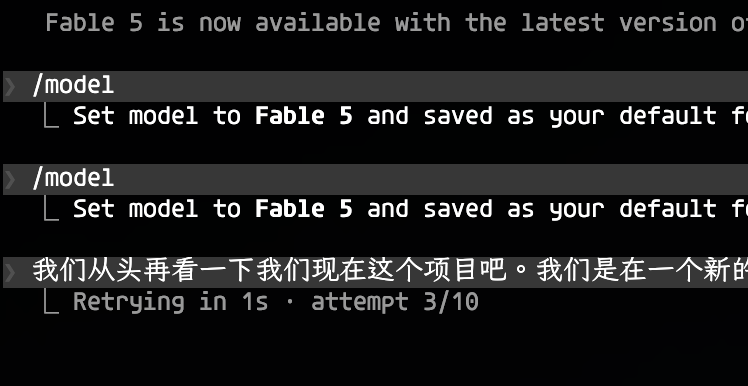 Fable 5 is now available with the latest version
❯ /model
⎿ Set model to Fable 5 and saved as your default
❯ /model
⎿ Set model to Fable 5 and saved as your default
❯ 我们从头再看一下我们现在这个项目吧。我们是在一个新的
⎿ Retrying in 1s · attempt 3/10